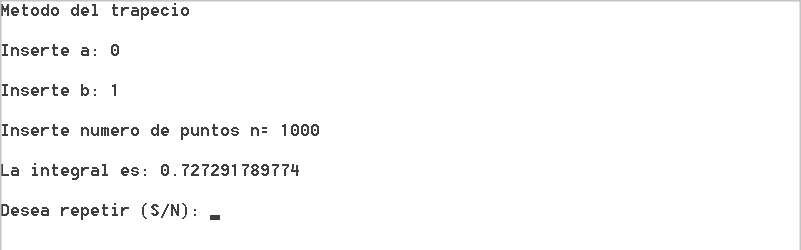 Metodo del trapecio
Inserte a: 0
Inserte b: 1
Inserte numero de puntos n= 1000
La integral es: 0.727291789774
Desea repetir (S/N): _